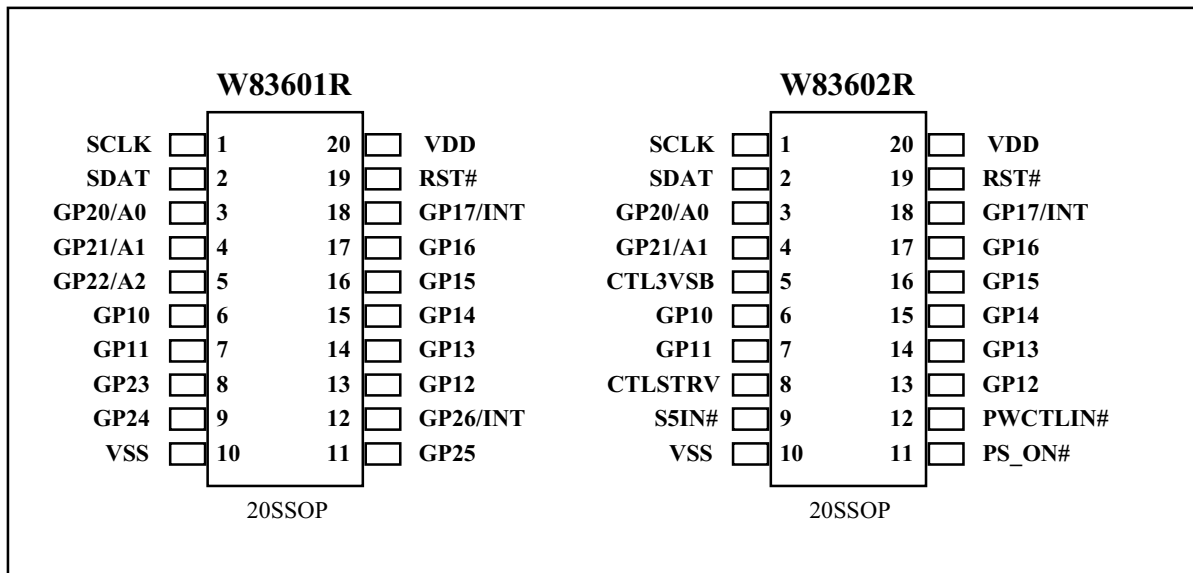 W83601R
SCLK 1 20 VDD
SDAT 2 19 RST#
GP20/A0 3 18 GP17/INT
GP21/A1 4 17 GP16
GP22/A2 5 16 GP15
GP10 6 15 GP14
GP11 7 14 GP13
GP23 8 13 GP12
GP24 9 12 GP26/INT
VSS 10 11 GP25
20SSOP
W83602R
SCLK 1 20 VDD
SDAT 2 19 RST#
GP20/A0 3 18 GP17/INT
GP21/A1 4 17 GP16
CTL3VSB 5 16 GP15
GP10 6 15 GP14
GP11 7 14 GP13
CTLSTRV 8 13 GP12
S5IN# 9 12 PWCTLIN#
VSS 10 11 PS_ON#
20SSOP